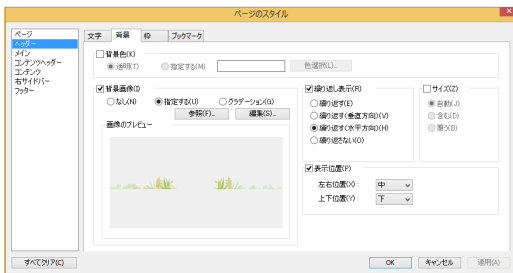 ページのスタイル
ページ
ヘッダー
メイン
コンテンツヘッダー
コンテンツ
右サイドバー
フッター
文字 背景 枠 ブックマーク
背景色(K)
透明(T) 指定する(M) 色選択(L)...
背景画像(D)
なし(N) 指定する(U) グラデーション(G)
参照(F)... 編集(S)...
画像のプレビュー
繰り返し表示(R)
繰り返す(E)
繰り返す(垂直方向)(V)
繰り返す(水平方向)(H)
繰り返さない(O)
サイズ(Z)
自動(J)
含む(D)
覆う(B)
表示位置(P)
左右位置(X): 中
上下位置(Y): 下
すべてクリア(C) OK キャンセル 適用(A)